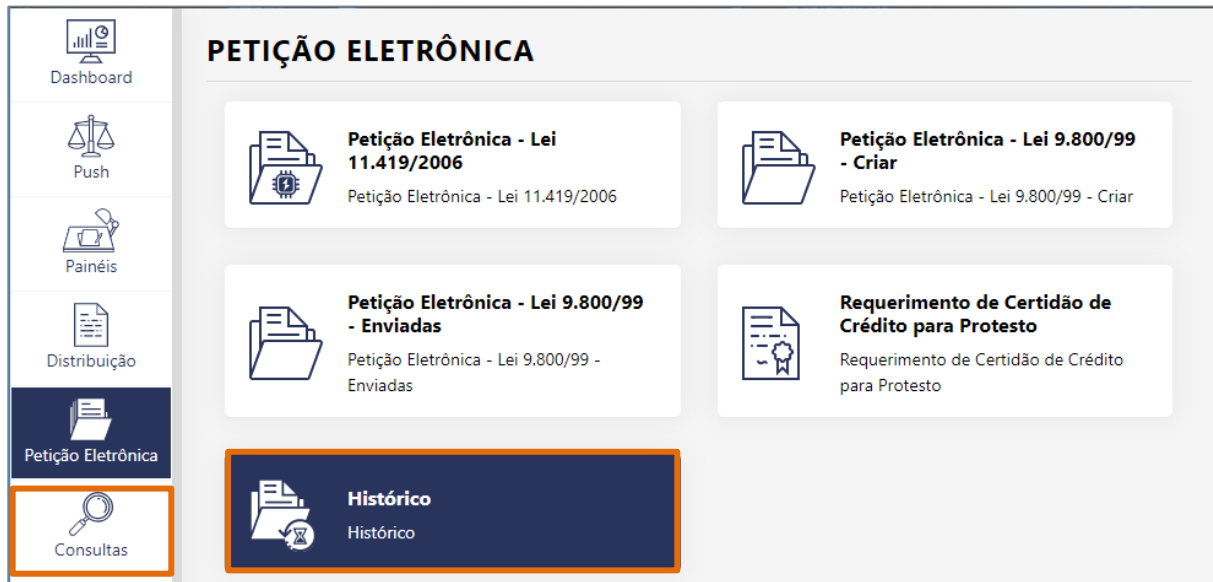 Dashboard
Push
Painéis
Distribuição
Petição Eletrônica
Consultas
PETIÇÃO ELETRÔNICA
Petição Eletrônica - Lei
11.419/2006
Petição Eletrônica - Lei 11.419/2006
Petição Eletrônica - Lei 9.800/99
- Criar
Petição Eletrônica - Lei 9.800/99 - Criar
Petição Eletrônica - Lei 9.800/99
- Enviadas
Petição Eletrônica - Lei 9.800/99 -
Enviadas
Requerimento de Certidão de
Crédito para Protesto
Requerimento de Certidão de Crédito
para Protesto
Histórico
Histórico